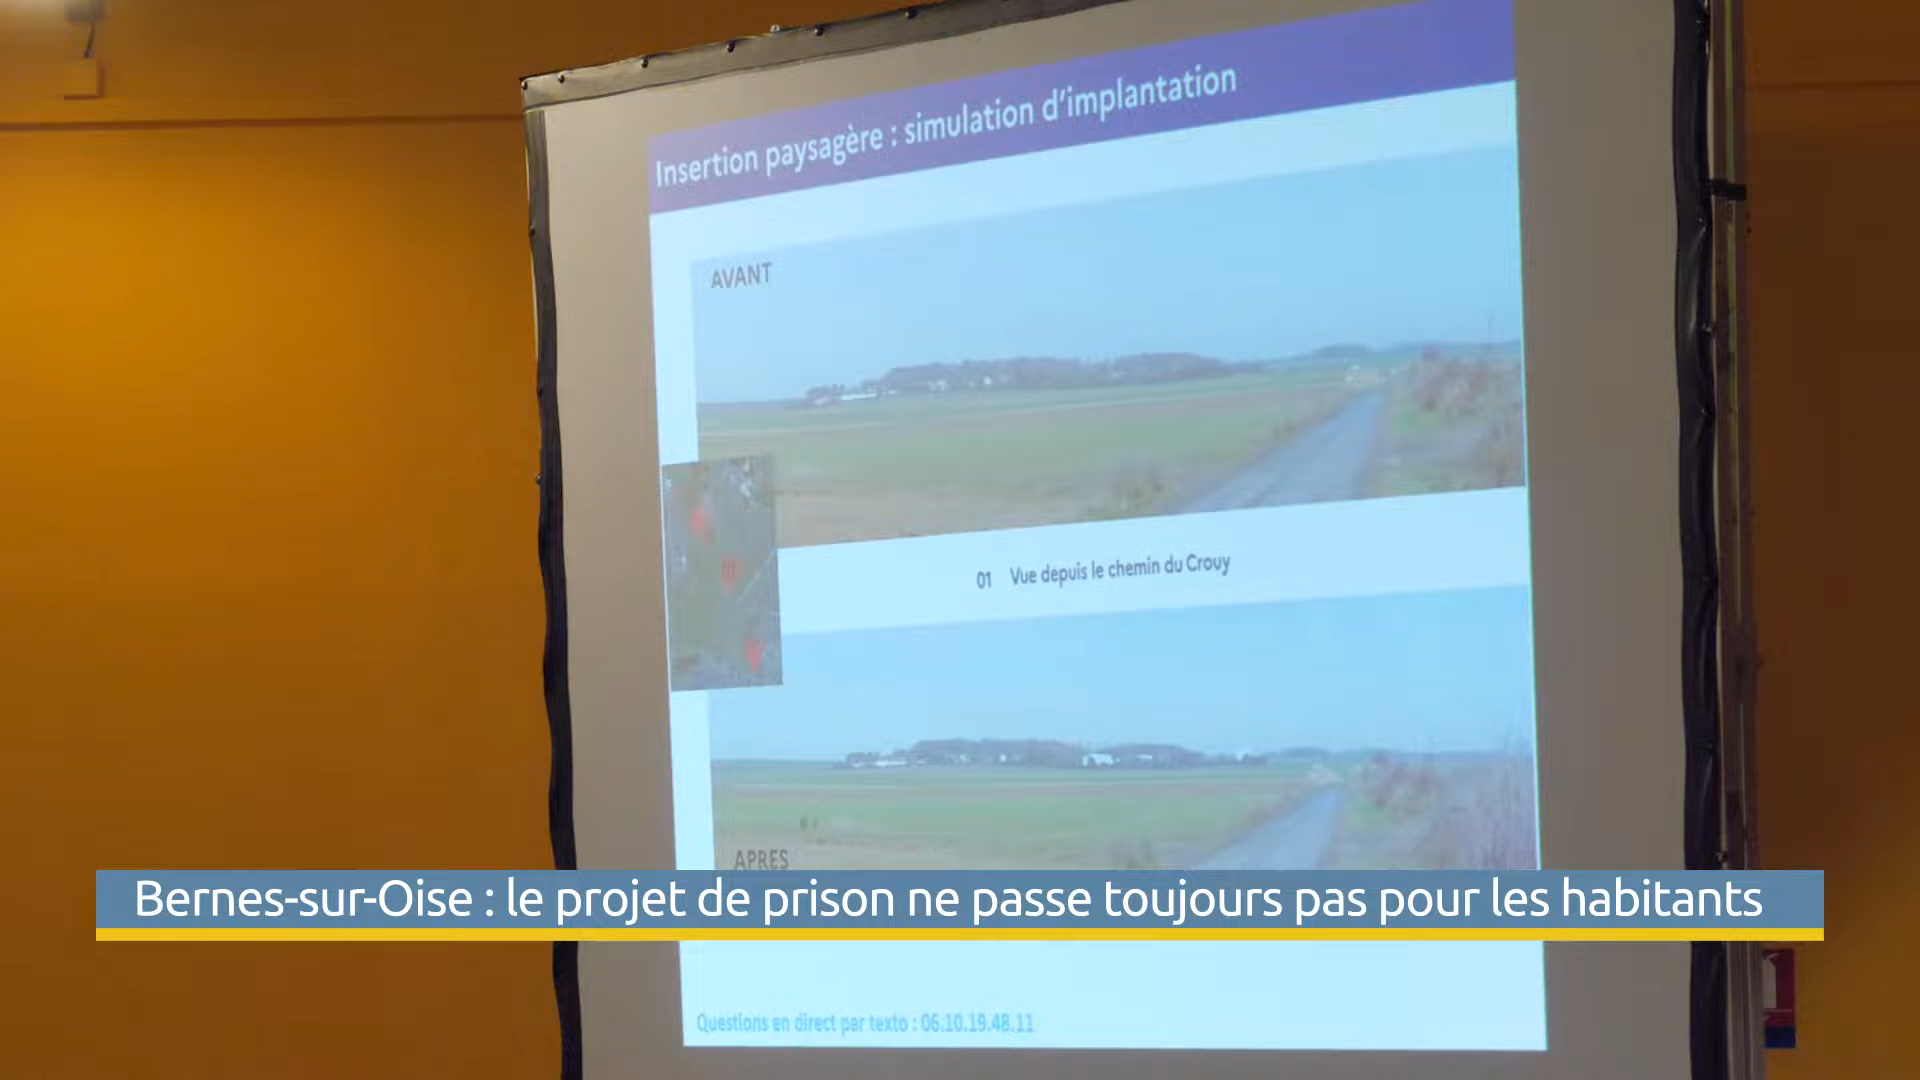 Insertion paysagère : simulation d'implantation
AVANT
01 Vue depuis le chemin du Crouy
APRES
Bernes-sur-Oise : le projet de prison ne passe toujours pas pour les habitants
Questions en direct par texto : 06.10.19.48.11